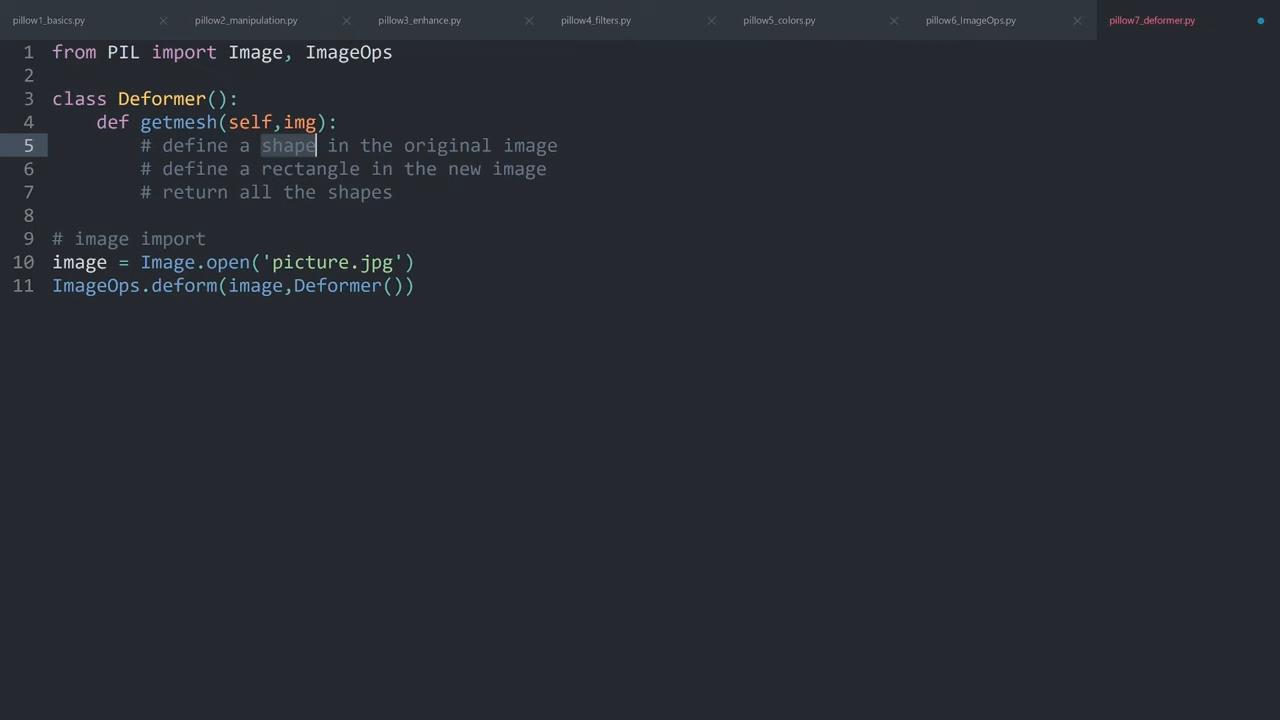 pillow1_basics.py pillow2_manipulation.py pillow3_enhance.py pillow4_filters.py pillow5_colors.py pillow6_ImageOps.py pillow7_deformer.py
1 from PIL import Image, ImageOps
2
3 class Deformer():
4     def getmesh(self,img):
5         # define a shape in the original image
6         # define a rectangle in the new image
7         # return all the shapes
8
9 # image import
10 image = Image.open('picture.jpg')
11 ImageOps.deform(image,Deformer())